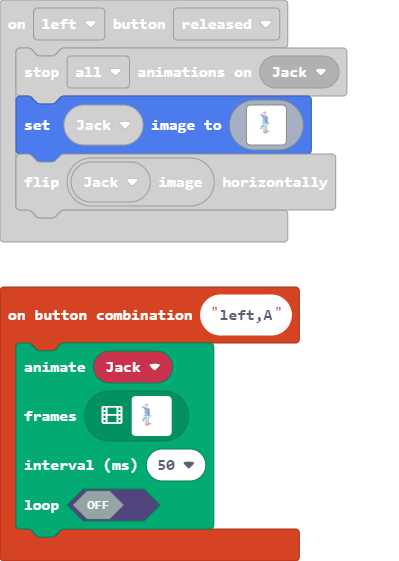 on left button released
stop all animations on Jack
set Jack image to
flip Jack image horizontally
on button combination "left,A"
animate Jack
frames
interval (ms) 50
loop OFF